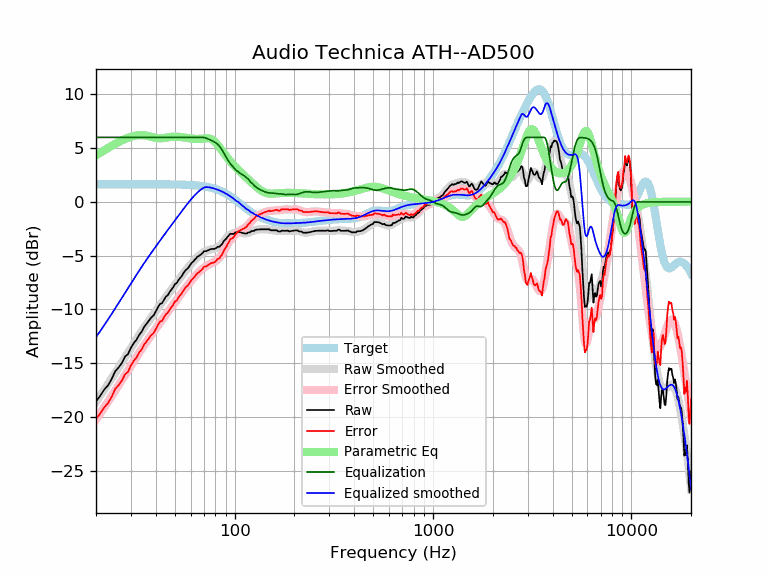 Audio Technica ATH--AD500
10
5
0
−5
−10
−15
−20
−25
Amplitude (dBr)
Target
Raw Smoothed
Error Smoothed
Raw
Error
Parametric Eq
Equalization
Equalized smoothed
100
1000
10000
Frequency (Hz)